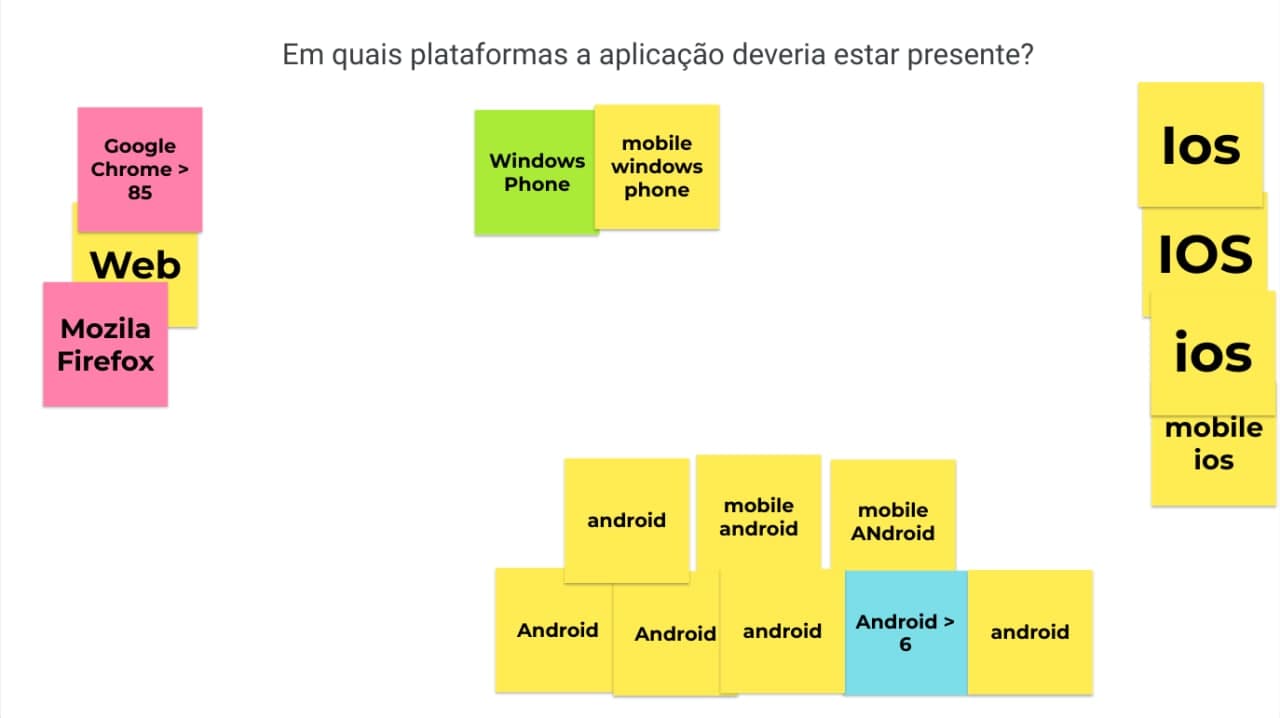 Em quais plataformas a aplicação deveria estar presente?
Google
Chrome >
85
Web
Mozila
Firefox
Windows
Phone
mobile
windows
phone
Ios
IOS
ios
mobile
ios
android
mobile
android
mobile
ANdroid
Android
Android
android
Android >
6
android